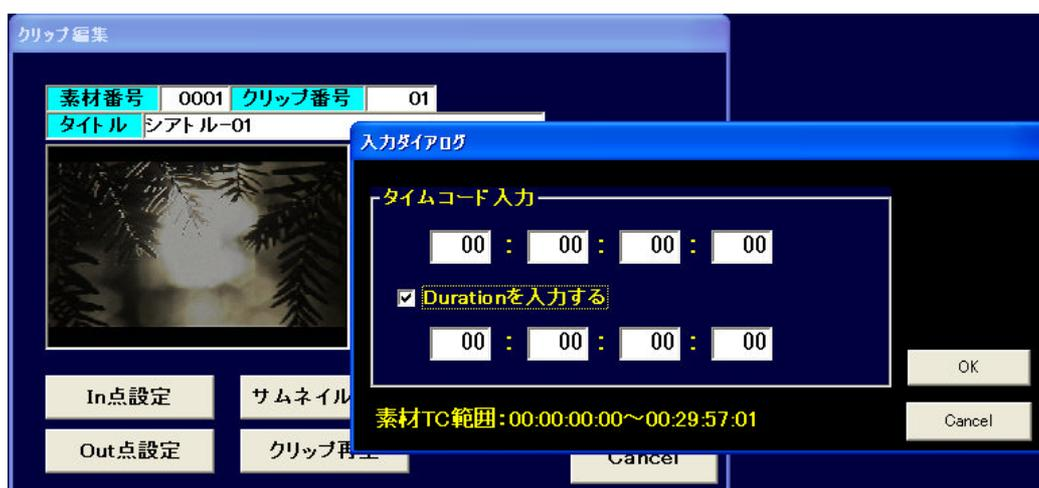 クリップ編集
素材番号 0001 クリップ番号 01
タイトル シアトル-01
入力ダイアログ
タイムコード入力
00 : 00 : 00 : 00
Durationを入力する
00 : 00 : 00 : 00
OK
素材TC範囲:00:00:00:00～00:29:57:01
Cancel
In点設定 サムネイル
Out点設定 クリップ再生
Cancel